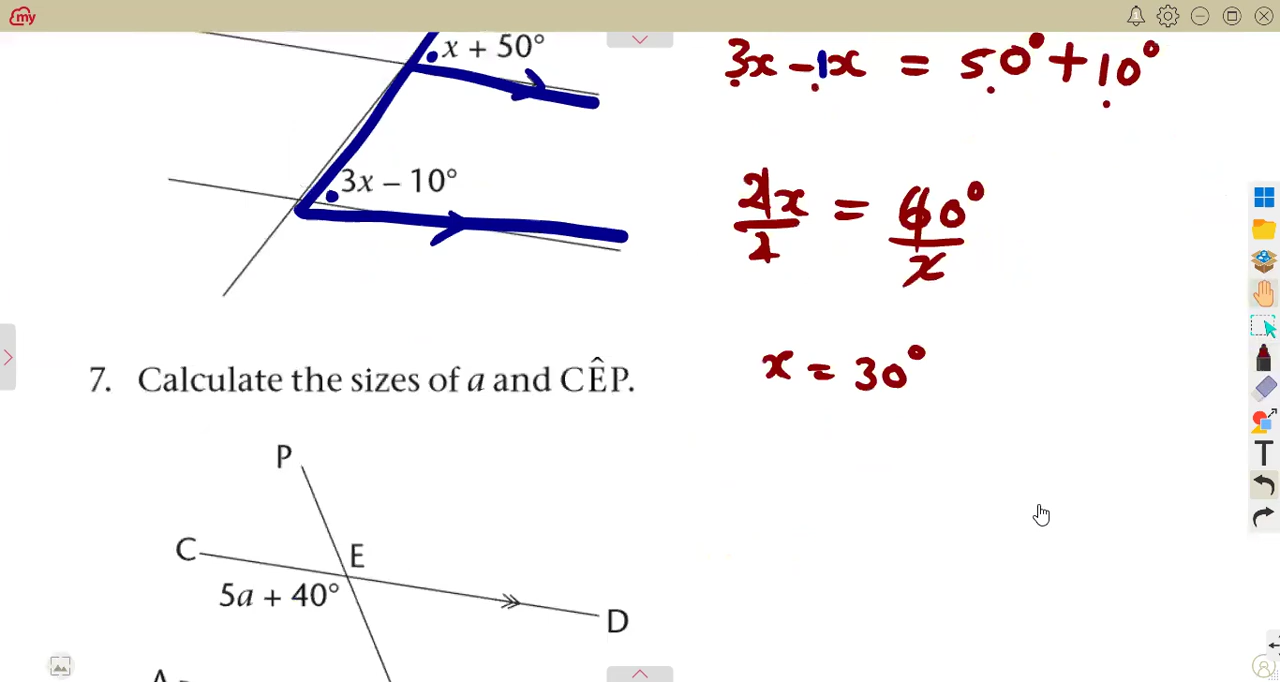 my
x + 50°
3x – 10°
3x – 1x = 50° + 10°
2x/2 = 60°/2
x = 30°
7. Calculate the sizes of a and CÊP.
P
C
E
5a + 40°
D
A
T